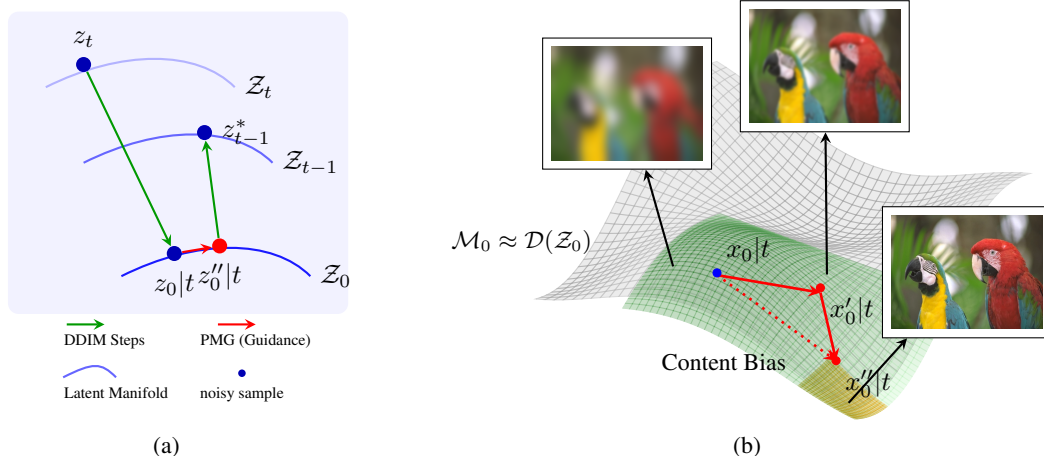 z_t
Z_t
z*_{t-1}
Z_{t-1}
z_0|t
z''_0|t
Z_0
DDIM Steps
PMG (Guidance)
Latent Manifold
noisy sample
(a)
M_0 ≈ D(Z_0)
x_0|t
x'_0|t
Content Bias
x''_0|t
(b)